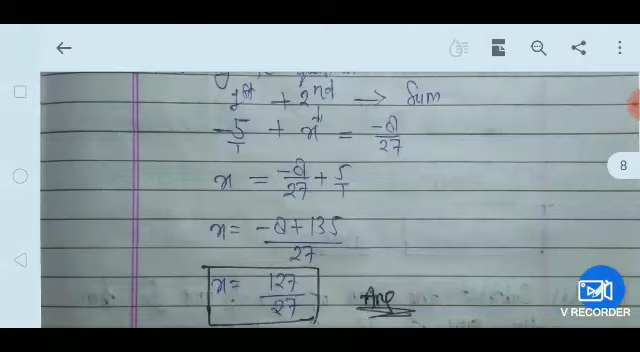 1st + 2nd → Sum
-5/1 + x = -8/27
x = -8/27 + 5/1
x = -8+135/27
x = 127/27 Ans
8
V RECORDER